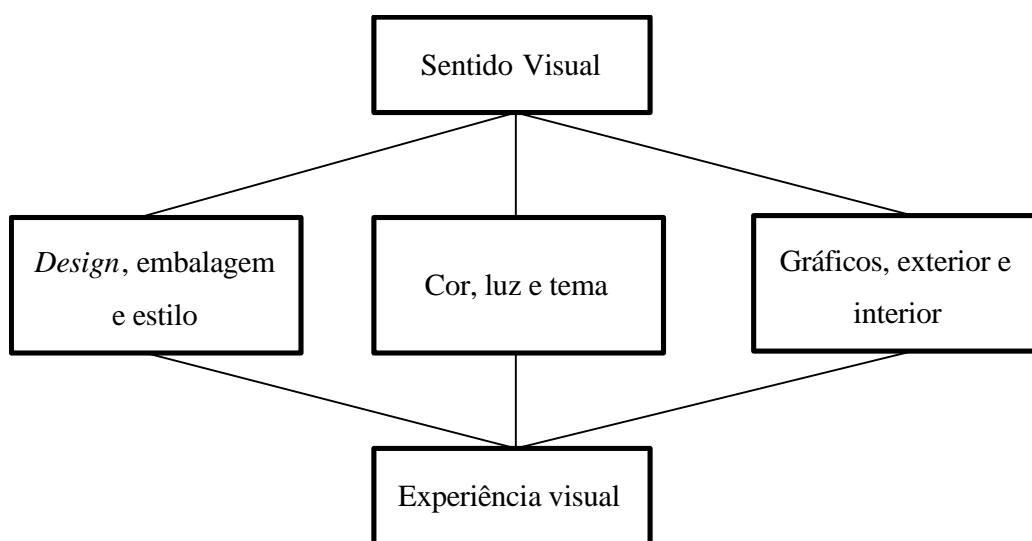 Sentido Visual
Design, embalagem
e estilo
Cor, luz e tema
Gráficos, exterior e
interior
Experiência visual